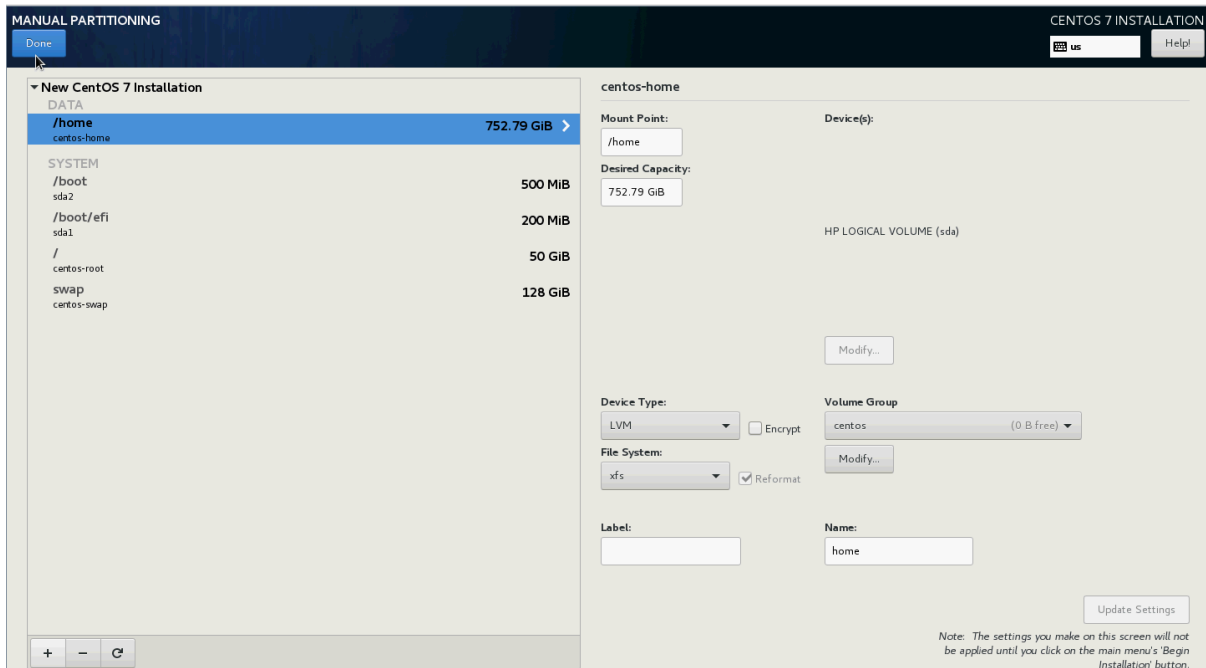 MANUAL PARTITIONING
CENTOS 7 INSTALLATION
Done
us
Help!
New CentOS 7 Installation
DATA
/home
752.79 GiB
centos-home
SYSTEM
/boot
500 MiB
sda2
/boot/efi
200 MiB
sda1
/
50 GiB
centos-root
swap
128 GiB
centos-swap
centos-home
Mount Point:
Device(s):
/home
Desired Capacity:
752.79 GiB
HP LOGICAL VOLUME (sda)
Modify...
Device Type:
Volume Group
LVM
Encrypt
centos
(0 B free)
File System:
Modify...
xfs
Reformat
Label:
Name:
home
Update Settings
Note: The settings you make on this screen will not
be applied until you click on the main menu's 'Begin
Installation' button.